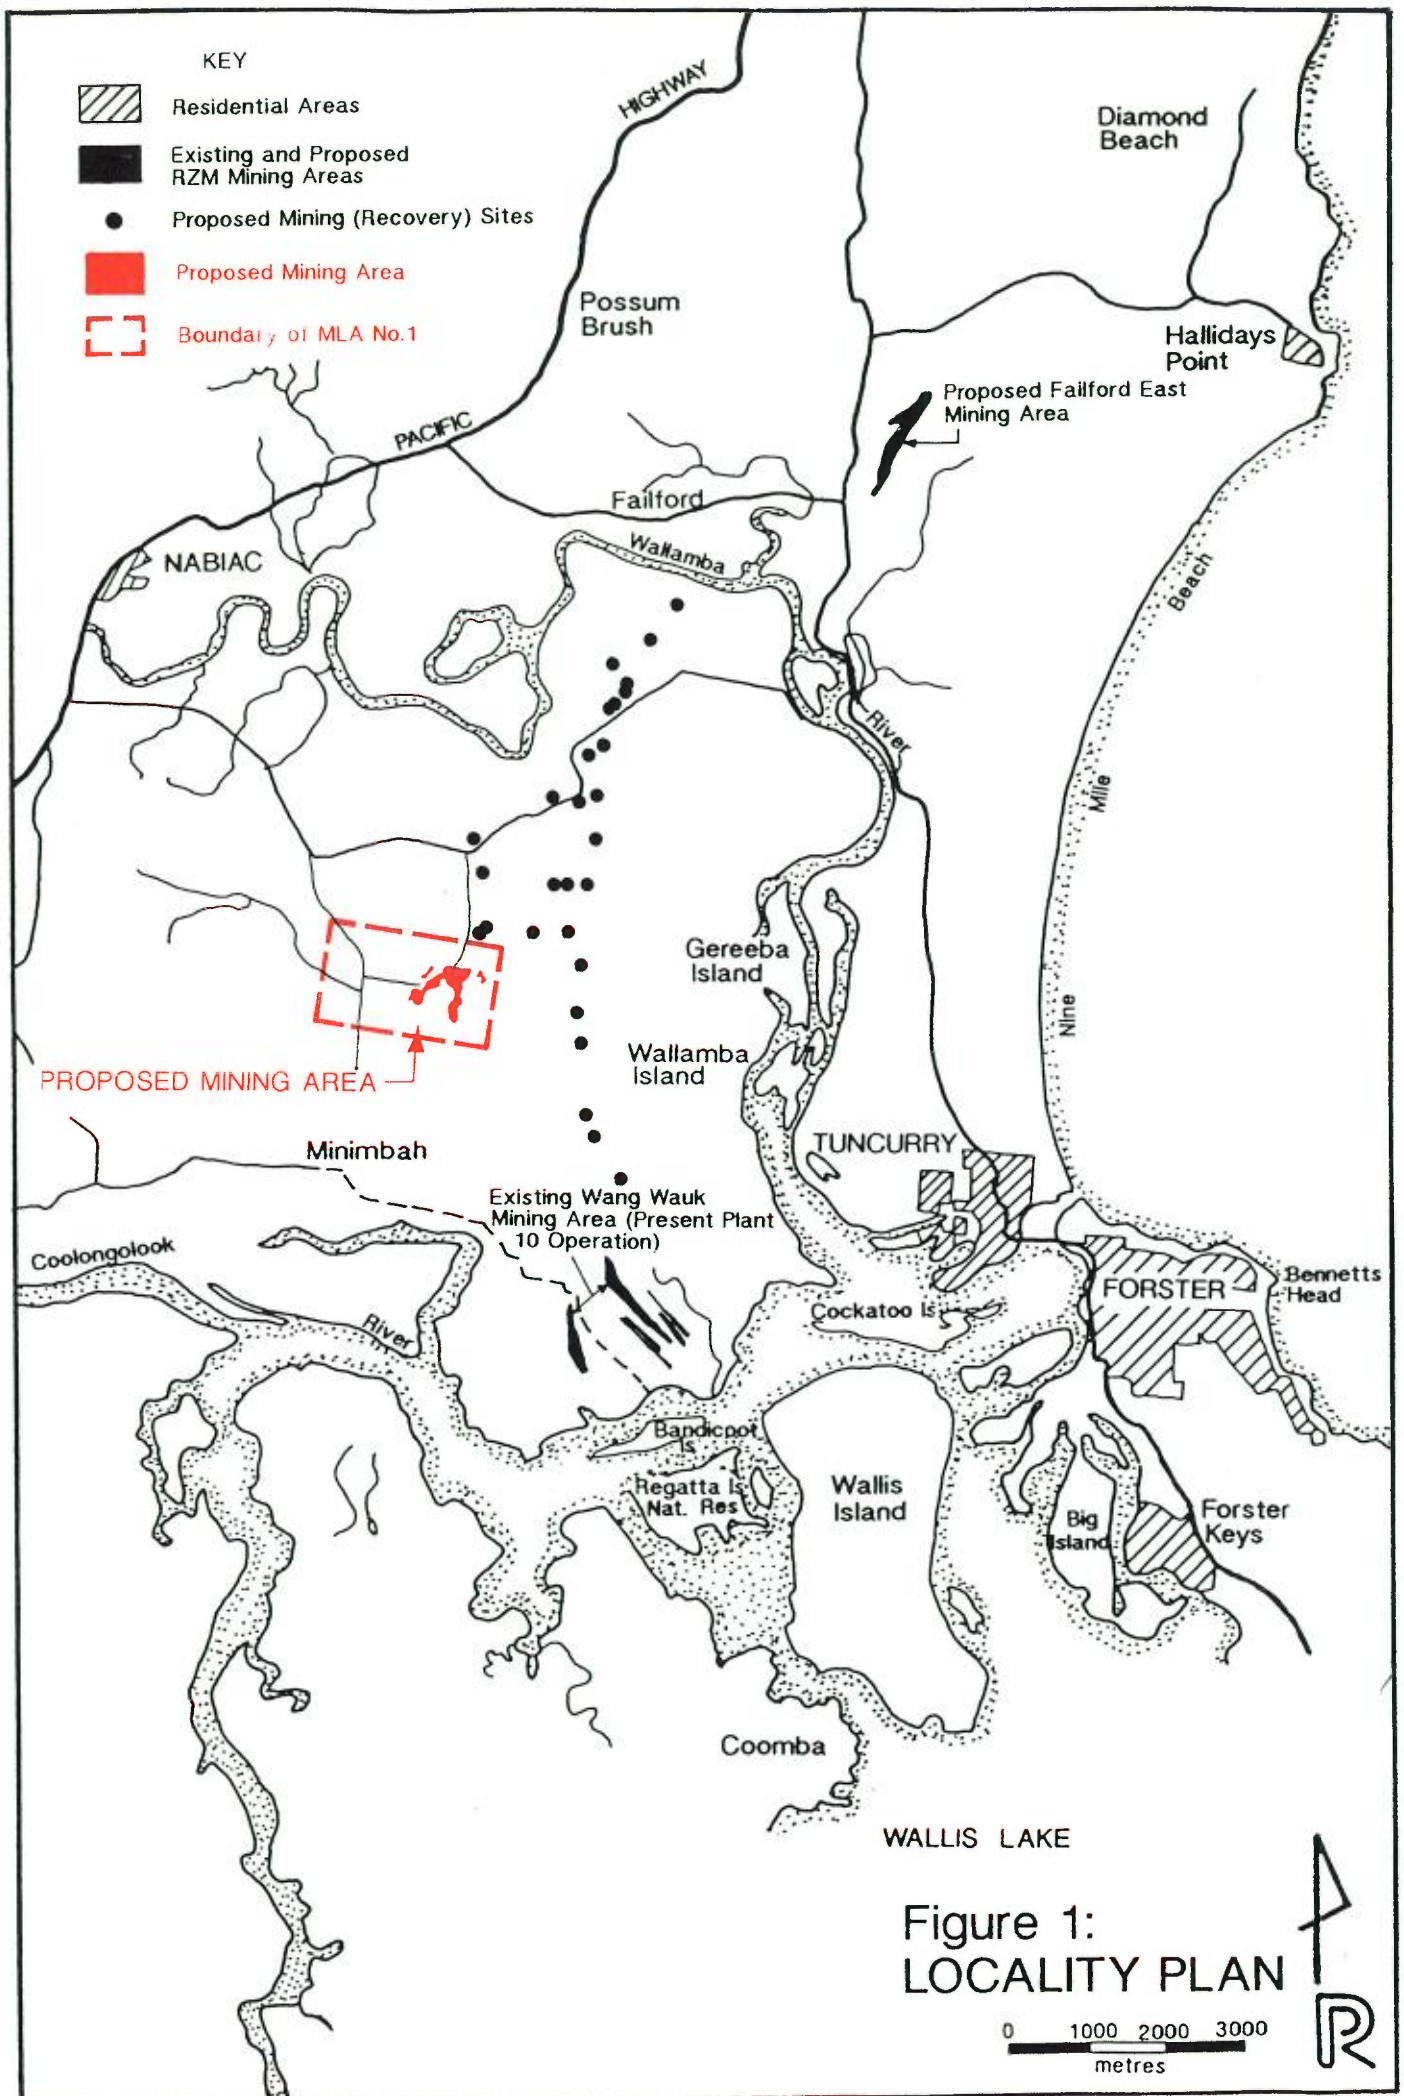 KEY
Residential Areas
Existing and Proposed
RZM Mining Areas
Proposed Mining (Recovery) Sites
Proposed Mining Area
Boundary of MLA No.1
HIGHWAY
PACIFIC
Diamond
Beach
Possum
Brush
Hallidays
Point
Proposed Failford East
Mining Area
Failford
NABIAC
Wallamba
River
Nine
Mile
Beach
Gereeba
Island
Wallamba
Island
PROPOSED MINING AREA
Minimbah
TUNCURRY
Existing Wang Wauk
Mining Area (Present Plant
10 Operation)
Coolongolook
River
Cockatoo Is
FORSTER
Bennetts
Head
Bandicpot
Is
Regatta Is
Nat. Res
Wallis
Island
Big
Island
Forster
Keys
Coomba
WALLIS LAKE
Figure 1:
LOCALITY PLAN
0 1000 2000 3000
metres
R